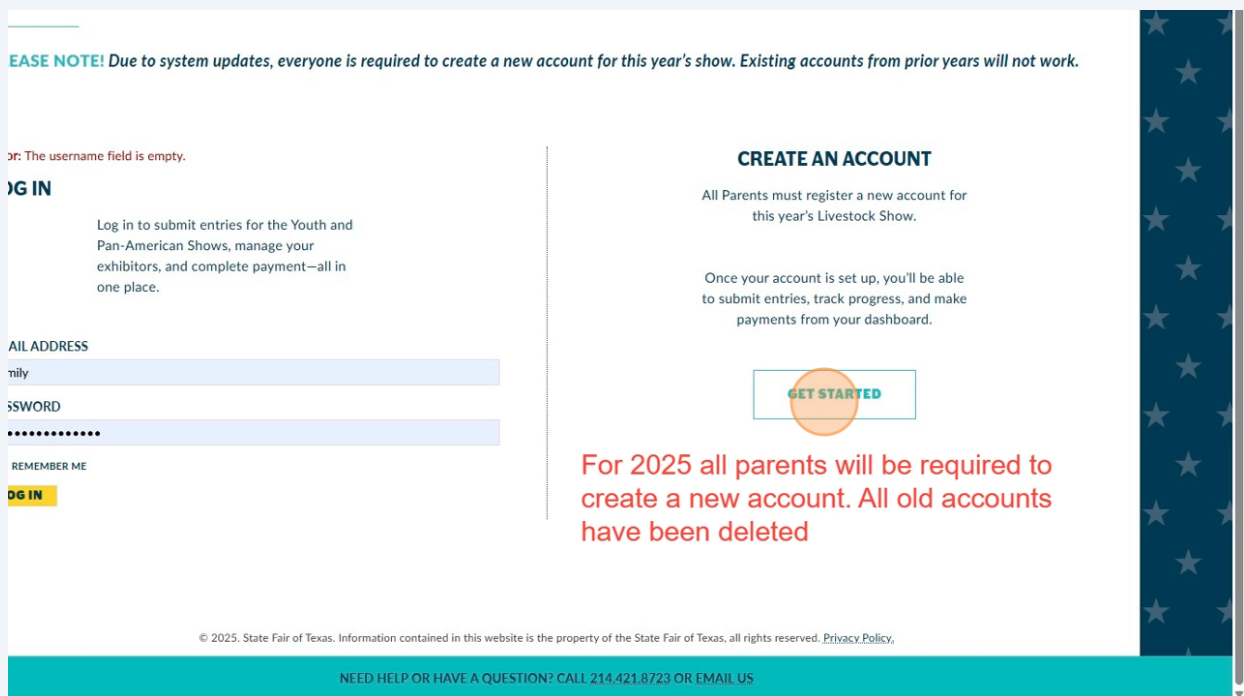 EASE NOTE! Due to system updates, everyone is required to create a new account for this year's show. Existing accounts from prior years will not work.
or: The username field is empty.
OG IN
Log in to submit entries for the Youth and
Pan-American Shows, manage your
exhibitors, and complete payment—all in
one place.
AIL ADDRESS
mily
SSWORD
REMEMBER ME
OG IN
CREATE AN ACCOUNT
All Parents must register a new account for
this year's Livestock Show.
Once your account is set up, you'll be able
to submit entries, track progress, and make
payments from your dashboard.
GET STARTED
For 2025 all parents will be required to
create a new account. All old accounts
have been deleted
© 2025. State Fair of Texas. Information contained in this website is the property of the State Fair of Texas, all rights reserved. Privacy Policy.
NEED HELP OR HAVE A QUESTION? CALL 214.421.8723 OR EMAIL US